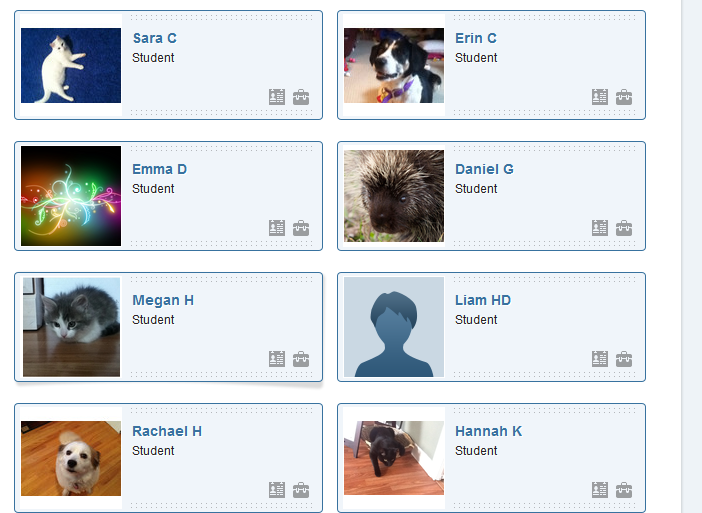 Sara C
Student
Erin C
Student
Emma D
Student
Daniel G
Student
Megan H
Student
Liam HD
Student
Rachael H
Student
Hannah K
Student